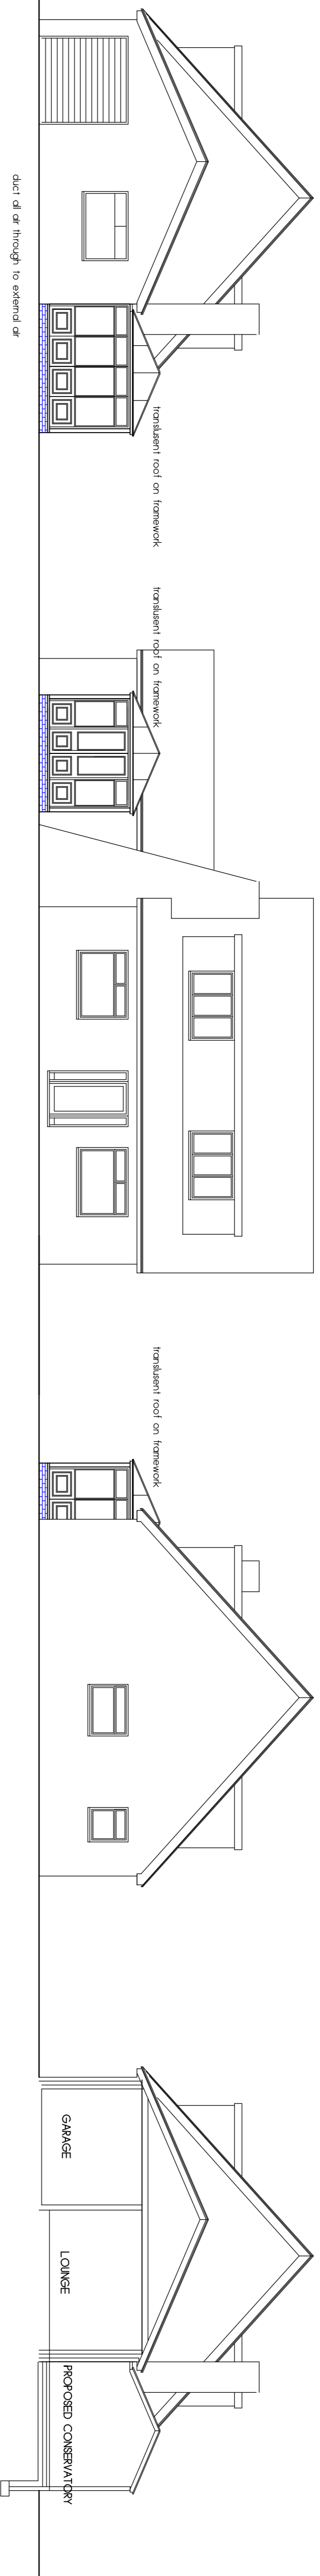 duct all air through to external air
translusent roof on framework
translusent roof on framework
translusent roof on framework
GARAGE
LOUNGE
PROPOSED CONSERVATORY